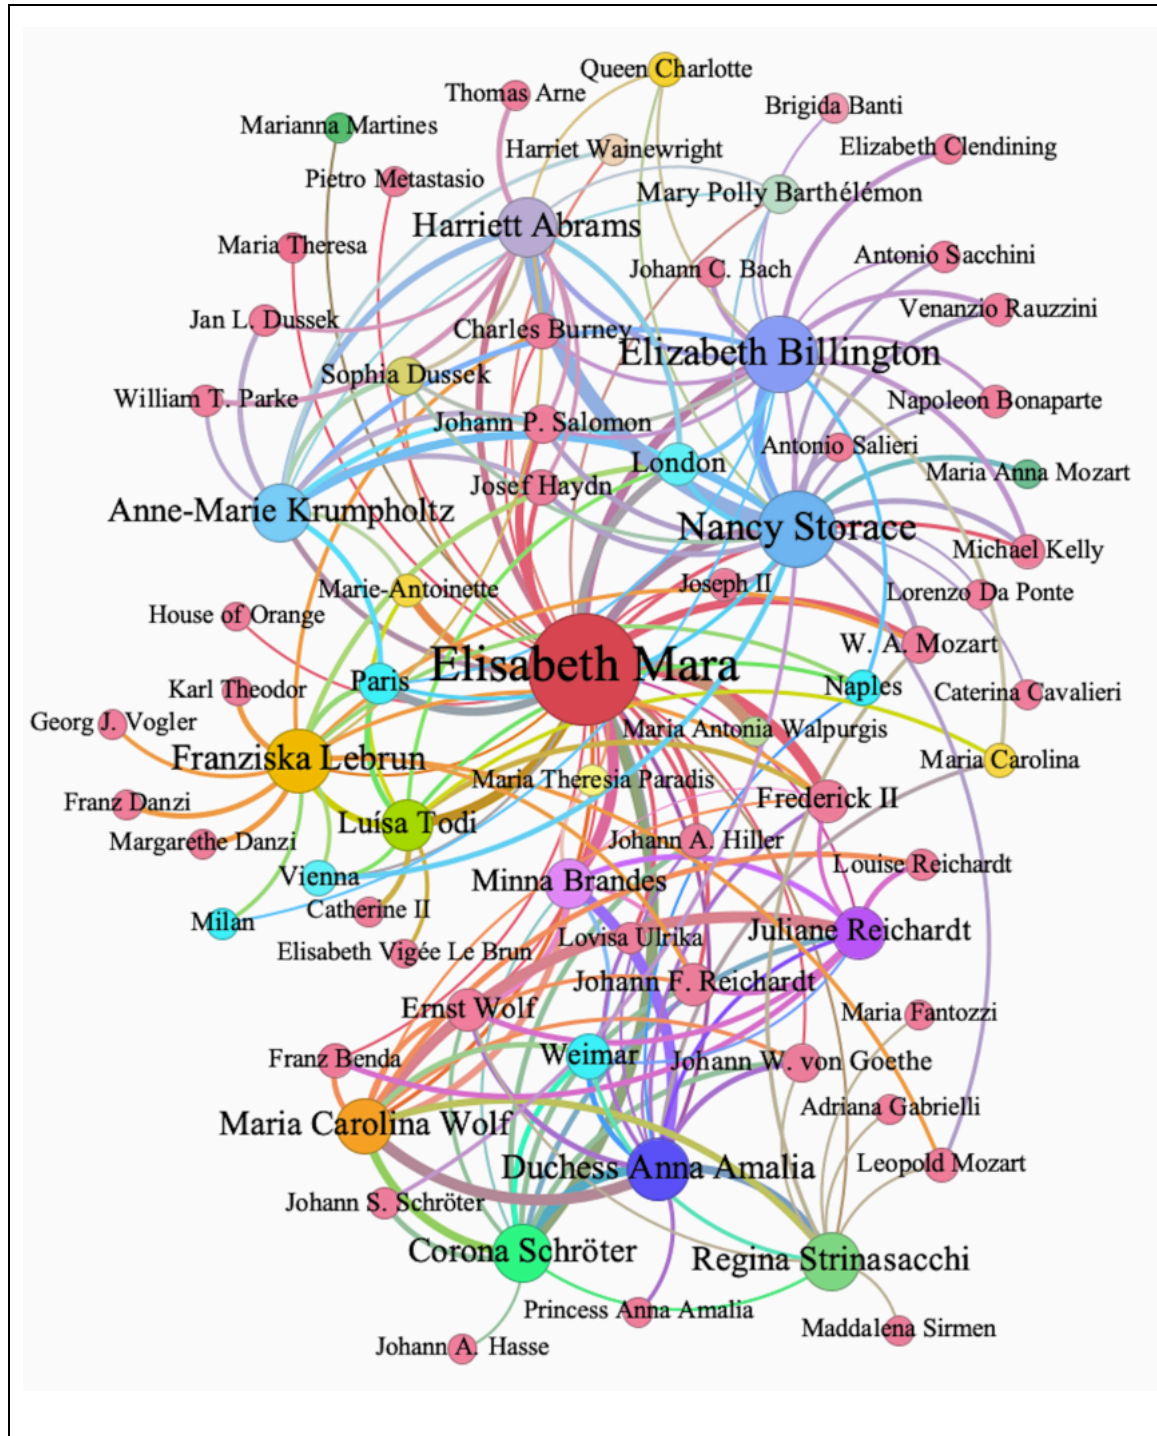 Queen Charlotte
Thomas Arne
Brigida Banti
Marianna Martines
Harriet Wainewright
Elizabeth Clendining
Pietro Metastasio
Mary Polly Barthélémon
Harriett Abrams
Maria Theresa
Johann C. Bach
Antonio Sacchini
Venanzio Rauzzini
Jan L. Dussek
Charles Burney
Elizabeth Billington
Sophia Dussek
William T. Parke
Napoleon Bonaparte
Johann P. Salomon
Antonio Salieri
London
Maria Anna Mozart
Josef Haydn
Anne-Marie Krumpholtz
Nancy Storace
Michael Kelly
Marie-Antoinette
Joseph II
Lorenzo Da Ponte
House of Orange
W. A. Mozart
Elisabeth Mara
Paris
Karl Theodor
Naples
Caterina Cavalieri
Georg J. Vogler
Maria Antonia Walpurgis
Franziska Lebrun
Maria Carolina
Maria Theresia Paradis
Franz Danzi
Frederick II
Luísa Todi
Margarethe Danzi
Johann A. Hiller
Louise Reichardt
Vienna
Minna Brandes
Catherine II
Milan
Lovisa Ulrika
Juliane Reichardt
Elisabeth Vigée Le Brun
Johann F. Reichardt
Ernst Wolf
Maria Fantozzi
Weimar
Franz Benda
Johann W. von Goethe
Adriana Gabrielli
Maria Carolina Wolf
Duchess Anna Amalia
Leopold Mozart
Johann S. Schröter
Corona Schröter
Regina Strinasacchi
Princess Anna Amalia
Maddalena Sirmen
Johann A. Hasse